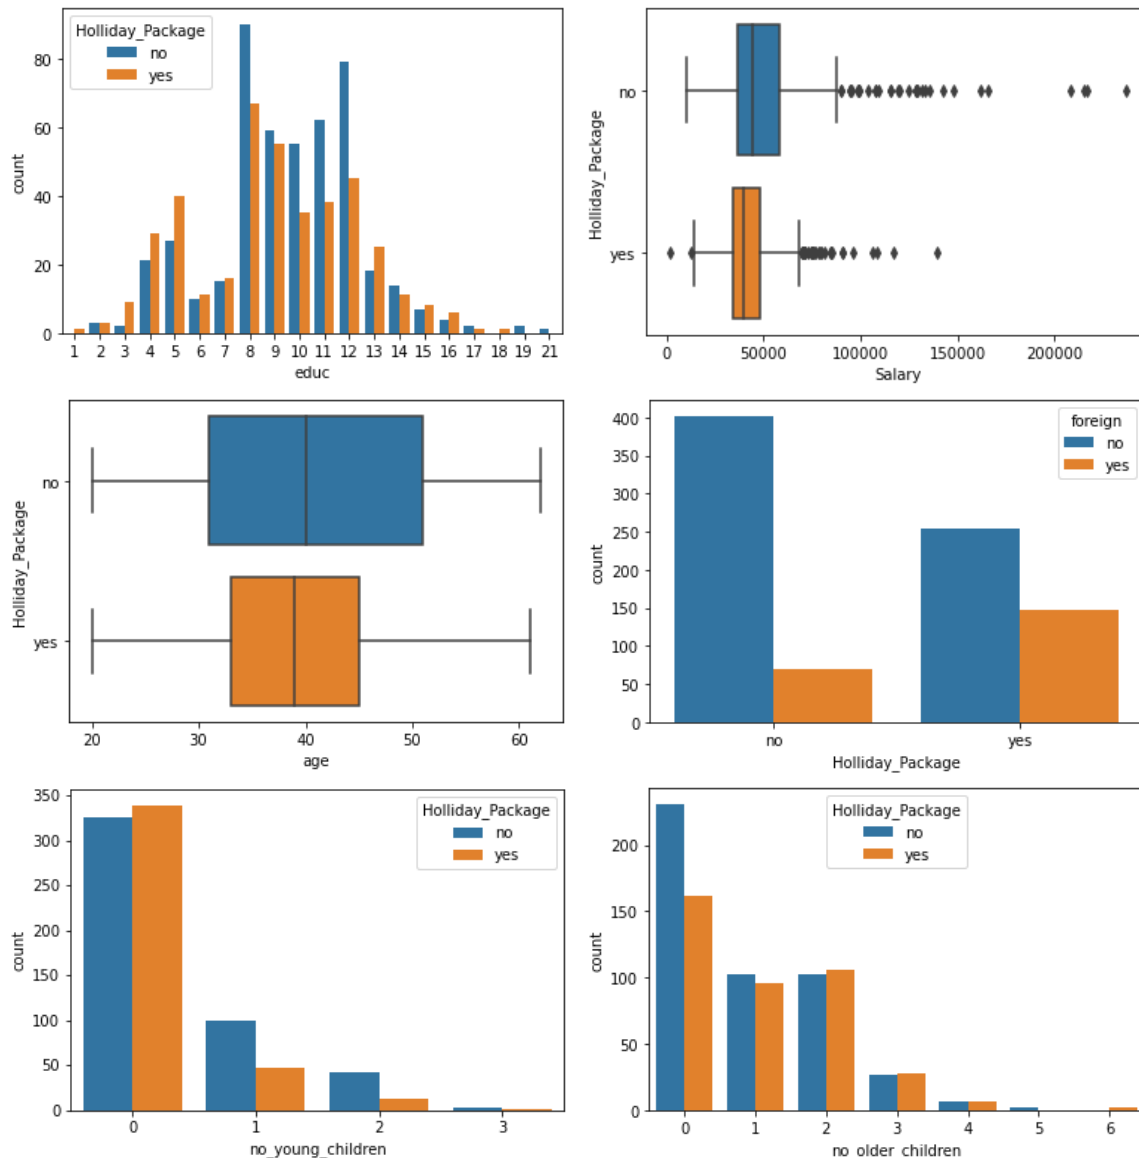 Holliday_Package
no
yes
count
80
60
40
20
0
1 2 3 4 5 6 7 8 9 10 11 12 13 14 15 16 17 18 19 21
educ
Holliday_Package
no
yes
0 50000 100000 150000 200000
Salary
Holliday_Package
no
yes
20 30 40 50 60
age
foreign
no
yes
count
400
350
300
250
200
150
100
50
0
no yes
Holliday_Package
Holliday_Package
no
yes
count
350
300
250
200
150
100
50
0
0 1 2 3
no_young_children
Holliday_Package
no
yes
count
200
150
100
50
0
0 1 2 3 4 5 6
no_older_children